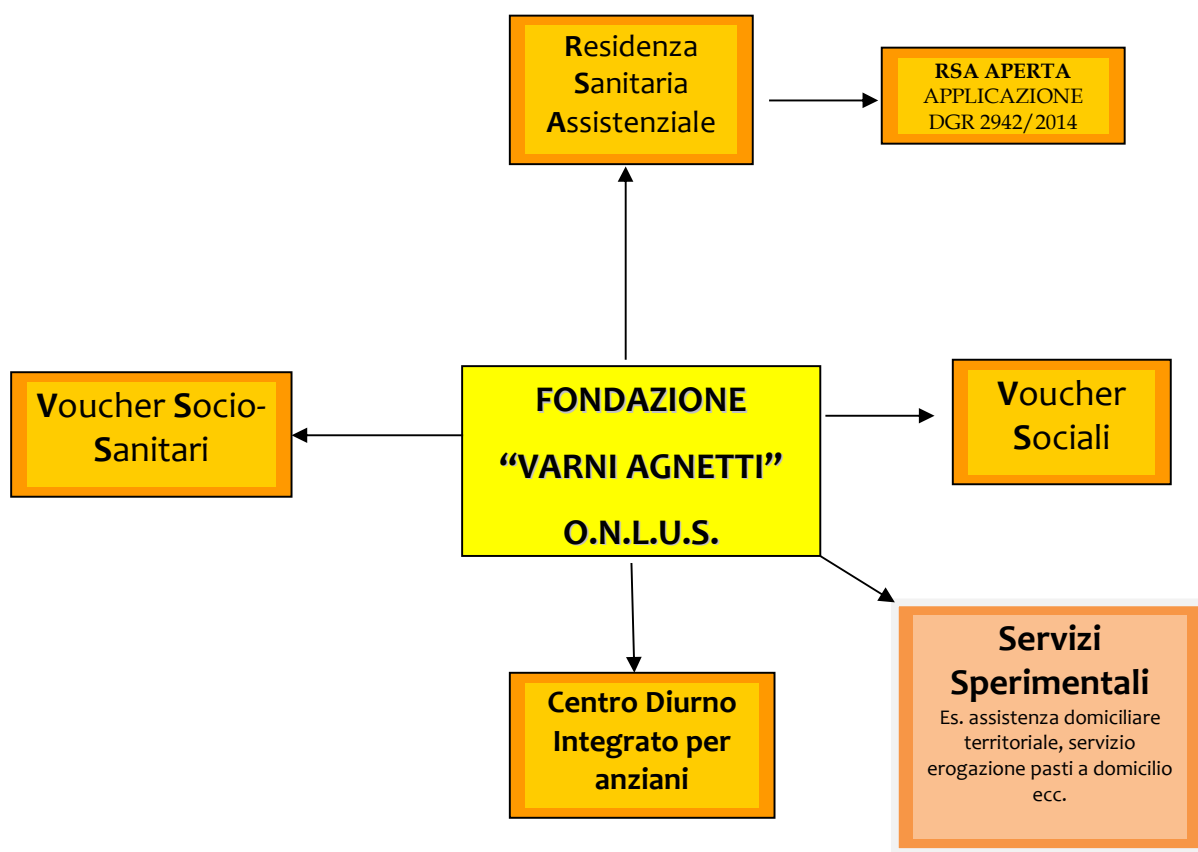 Residenza
Sanitaria
Assistenziale
RSA APERTA
APPLICAZIONE
DGR 2942/2014
Voucher Socio-
Sanitari
FONDAZIONE
“VARNI AGNETTI”
O.N.L.U.S.
Voucher
Sociali
Centro Diurno
Integrato per
anziani
Servizi
Sperimentali
Es. assistenza domiciliare
territoriale, servizio
erogazione pasti a domicilio
ecc.